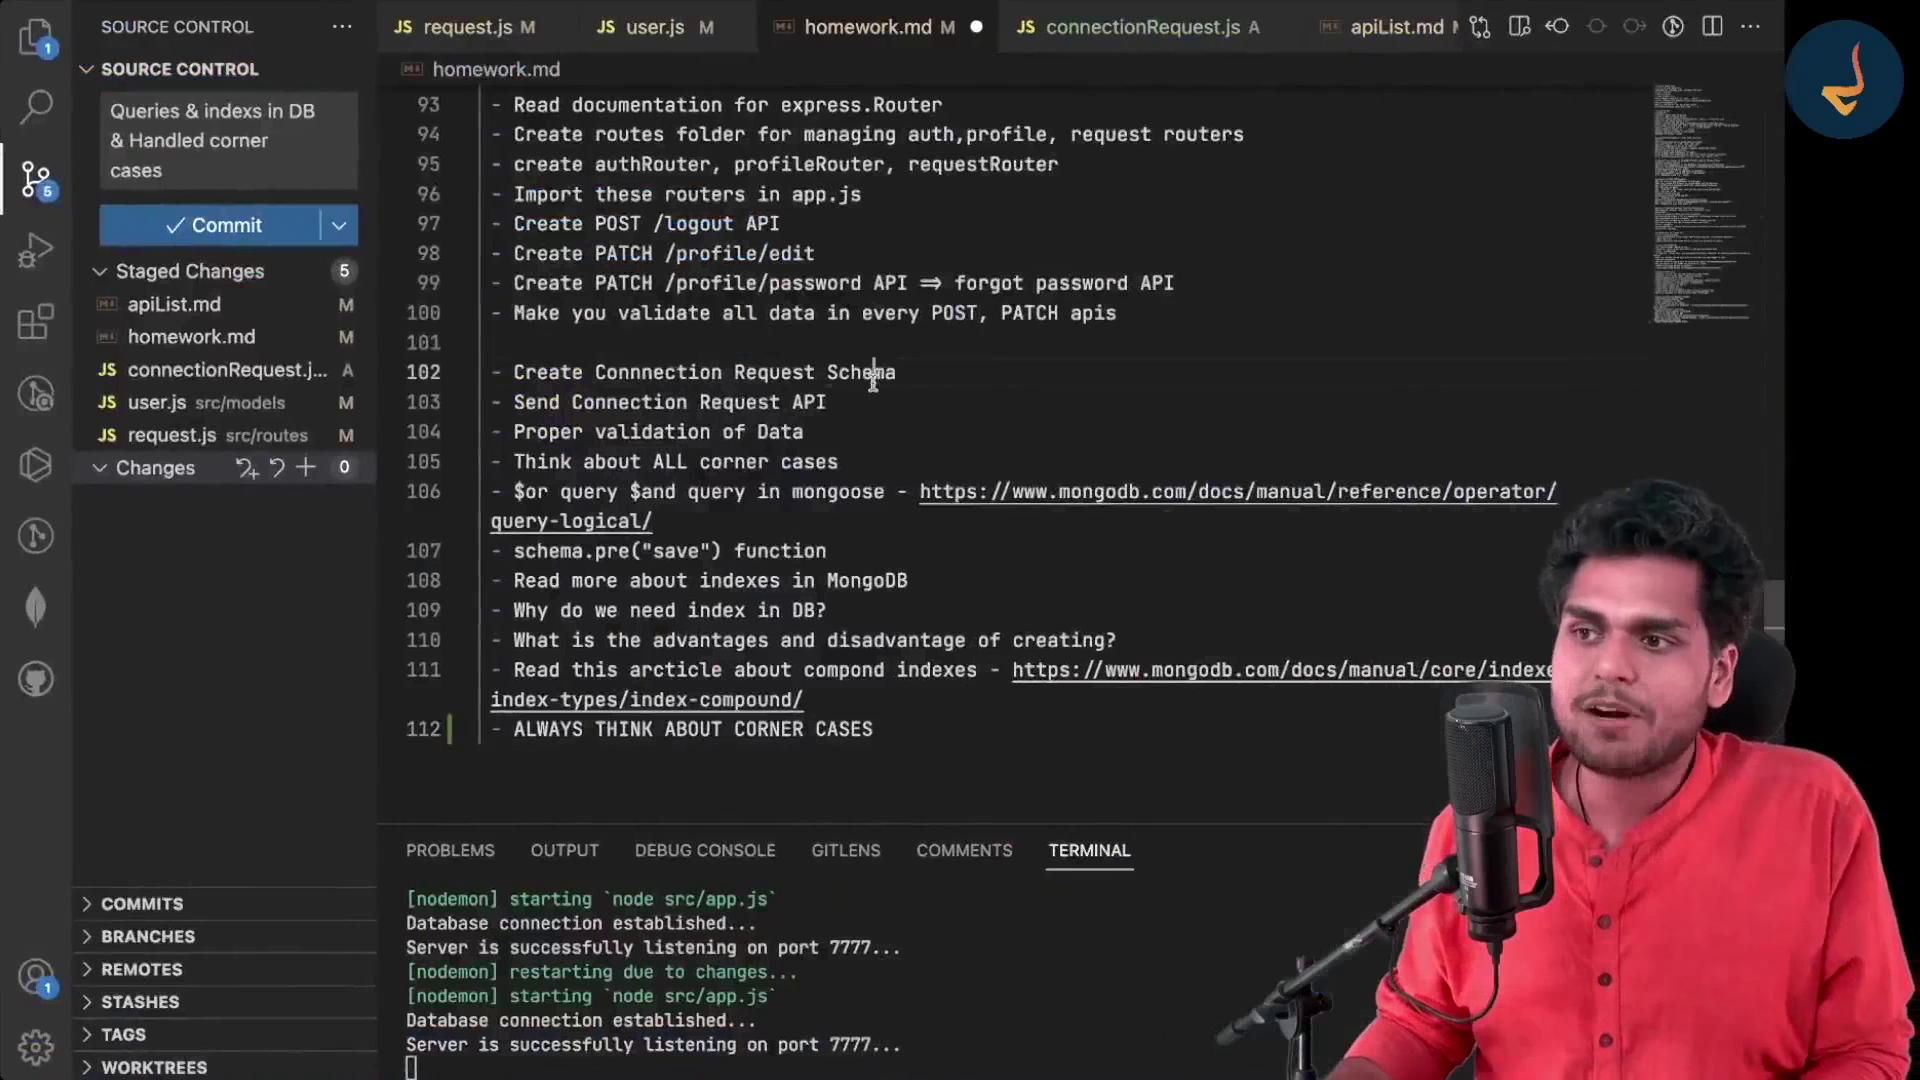 SOURCE CONTROL
request.js M
user.js M
homework.md M
connectionRequest.js A
apiList.md
1
SOURCE CONTROL
homework.md
Queries & indexs in DB
& Handled corner
cases
93 - Read documentation for express.Router
94 - Create routes folder for managing auth,profile, request routers
95 - create authRouter, profileRouter, requestRouter
96 - Import these routers in app.js
97 - Create POST /logout API
98 - Create PATCH /profile/edit
99 - Create PATCH /profile/password API => forgot password API
100 - Make you validate all data in every POST, PATCH apis
101
102 - Create Connnection Request Schema
103 - Send Connection Request API
104 - Proper validation of Data
105 - Think about ALL corner cases
106 - $or query $and query in mongoose - https://www.mongodb.com/docs/manual/reference/operator/
query-logical/
107 - schema.pre("save") function
108 - Read more about indexes in MongoDB
109 - Why do we need index in DB?
110 - What is the advantages and disadvantage of creating?
111 - Read this arcticle about compond indexes - https://www.mongodb.com/docs/manual/core/indexe
index-types/index-compound/
112 - ALWAYS THINK ABOUT CORNER CASES
5
Commit
Staged Changes 5
apiList.md M
homework.md M
JS connectionRequest.j... A
JS user.js src/models M
JS request.js src/routes M
Changes 0
COMMITS
BRANCHES
REMOTES
STASHES
TAGS
WORKTREES
1
PROBLEMS OUTPUT DEBUG CONSOLE GITLENS COMMENTS TERMINAL
[nodemon] starting `node src/app.js`
Database connection established...
Server is successfully listening on port 7777...
[nodemon] restarting due to changes...
[nodemon] starting `node src/app.js`
Database connection established...
Server is successfully listening on port 7777...